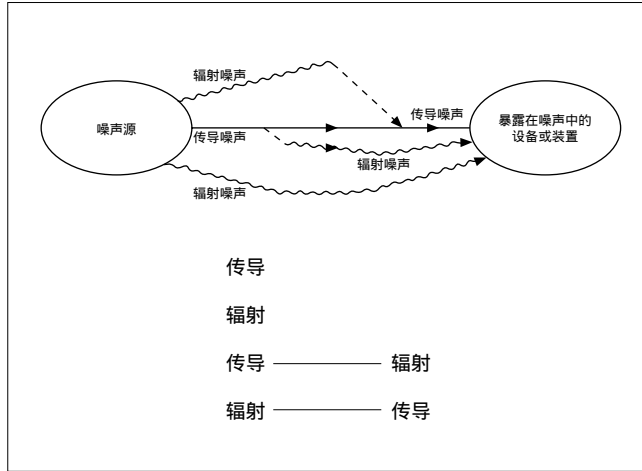 辐射噪声
传导噪声
噪声源
暴露在噪声中的
设备或装置
传导噪声
辐射噪声
辐射噪声
传导
辐射
传导 辐射
辐射 传导